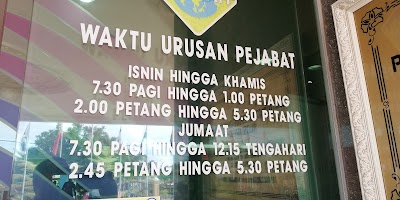 WAKTU URUSAN PEJABAT
ISNIN HINGGA KHAMIS
7.30 PAGI HINGGA 1.00 PETANG
2.00 PETANG HINGGA 5.30 PETANG
JUMAAT
7.30 PAGI HINGGA 12.15 TENGAHARI
2.45 PETANG HINGGA 5.30 PETANG